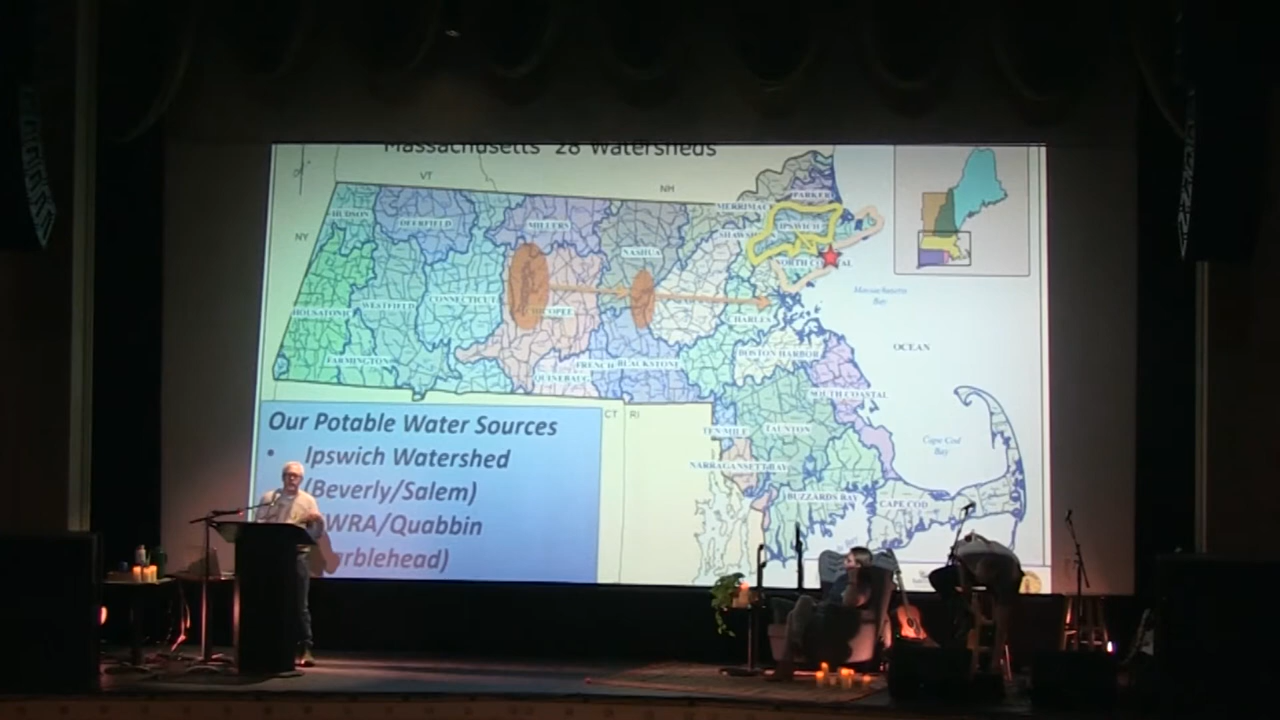 Massachusetts' 28 Watersheds
VT
NH
NY
HUDSON
DEERFIELD
MILLERS
NASHUA
MERRIMACK
PARKER
IPSWICH
SHAWSH
NORTH COASTAL
HOUSATONIC
WESTFIELD
CONNECTICUT
CHICOPEE
CHARLES
Massachusetts
Bay
FARMINGTON
QUINEBAUG
FRENCH
BLACKSTONE
BOSTON HARBOR
OCEAN
SOUTH COASTAL
CT
RI
TEN MILE
TAUNTON
Cape Cod
Bay
NARRAGANSETT BAY
BUZZARDS BAY
CAPE COD
Our Potable Water Sources
• Ipswich Watershed
(Beverly/Salem)
WRA/Quabbin
arblehead)